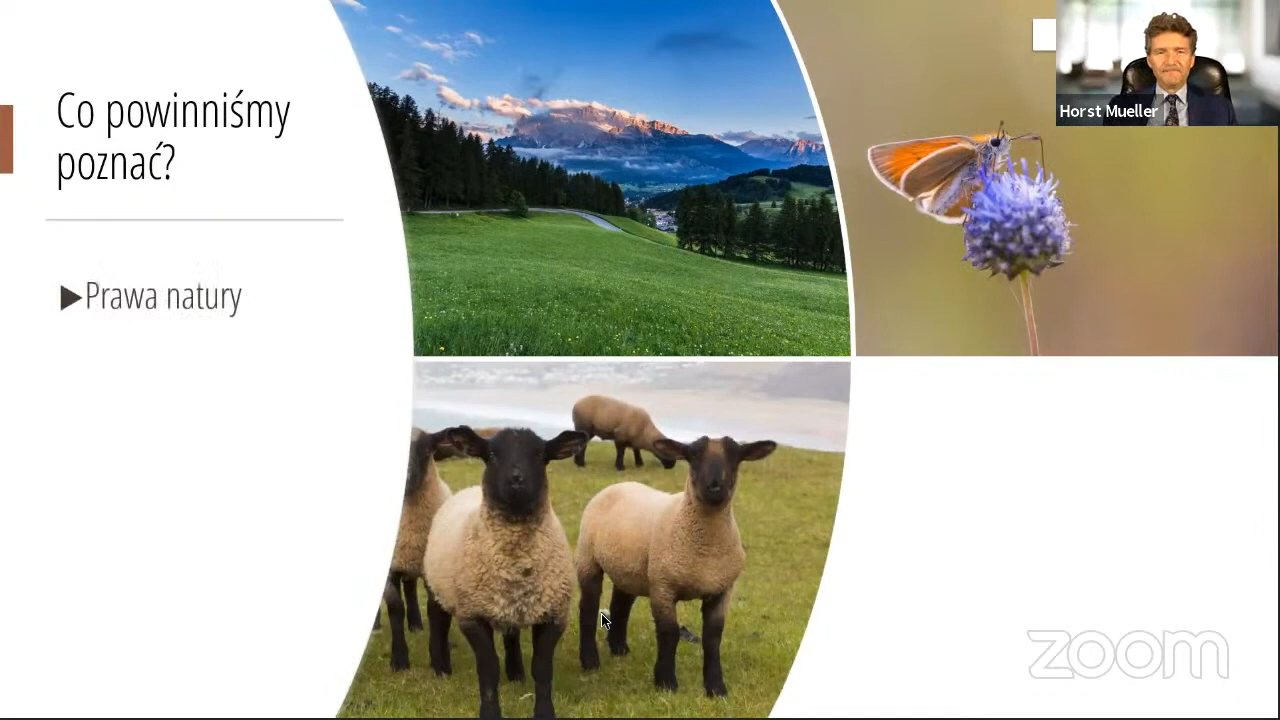 Co powinniśmy
poznać?
▶Prawa natury
Horst Mueller
zoom